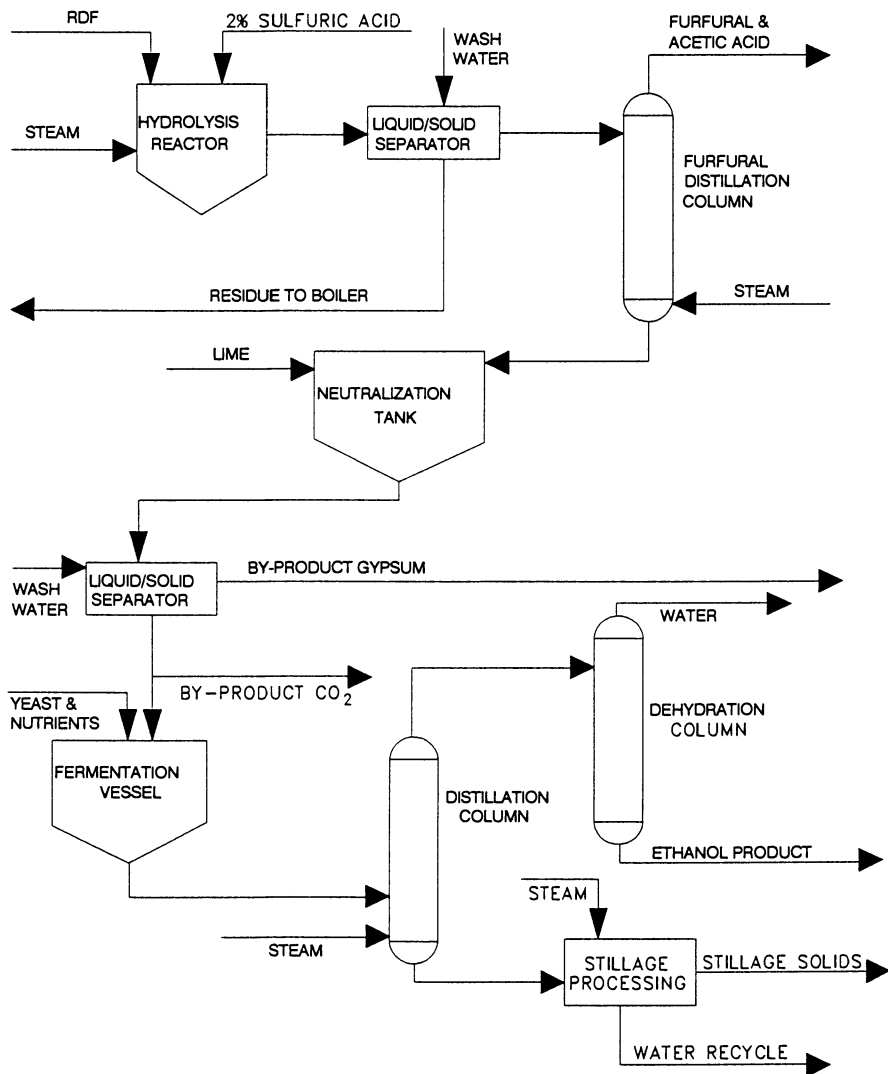 RDF
2% SULFURIC ACID
WASH
WATER
FURFURAL &
ACETIC ACID
STEAM
HYDROLYSIS
REACTOR
LIQUID/SOLID
SEPARATOR
FURFURAL
DISTILLATION
COLUMN
RESIDUE TO BOILER
STEAM
LIME
NEUTRALIZATION
TANK
WASH
WATER
LIQUID/SOLID
SEPARATOR
BY-PRODUCT GYPSUM
WATER
BY-PRODUCT CO2
YEAST &
NUTRIENTS
DEHYDRATION
COLUMN
FERMENTATION
VESSEL
DISTILLATION
COLUMN
ETHANOL PRODUCT
STEAM
STEAM
STILLAGE
PROCESSING
STILLAGE SOLIDS
WATER RECYCLE